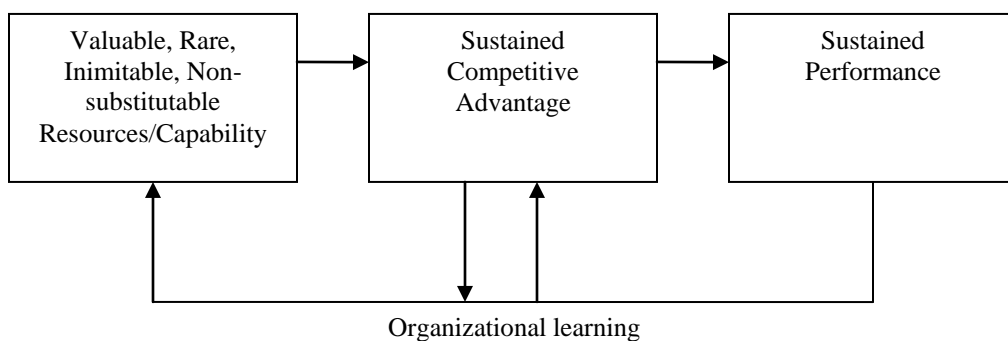 Valuable, Rare,
Inimitable, Non-
substitutable
Resources/Capability
Sustained
Competitive
Advantage
Sustained
Performance
Organizational learning